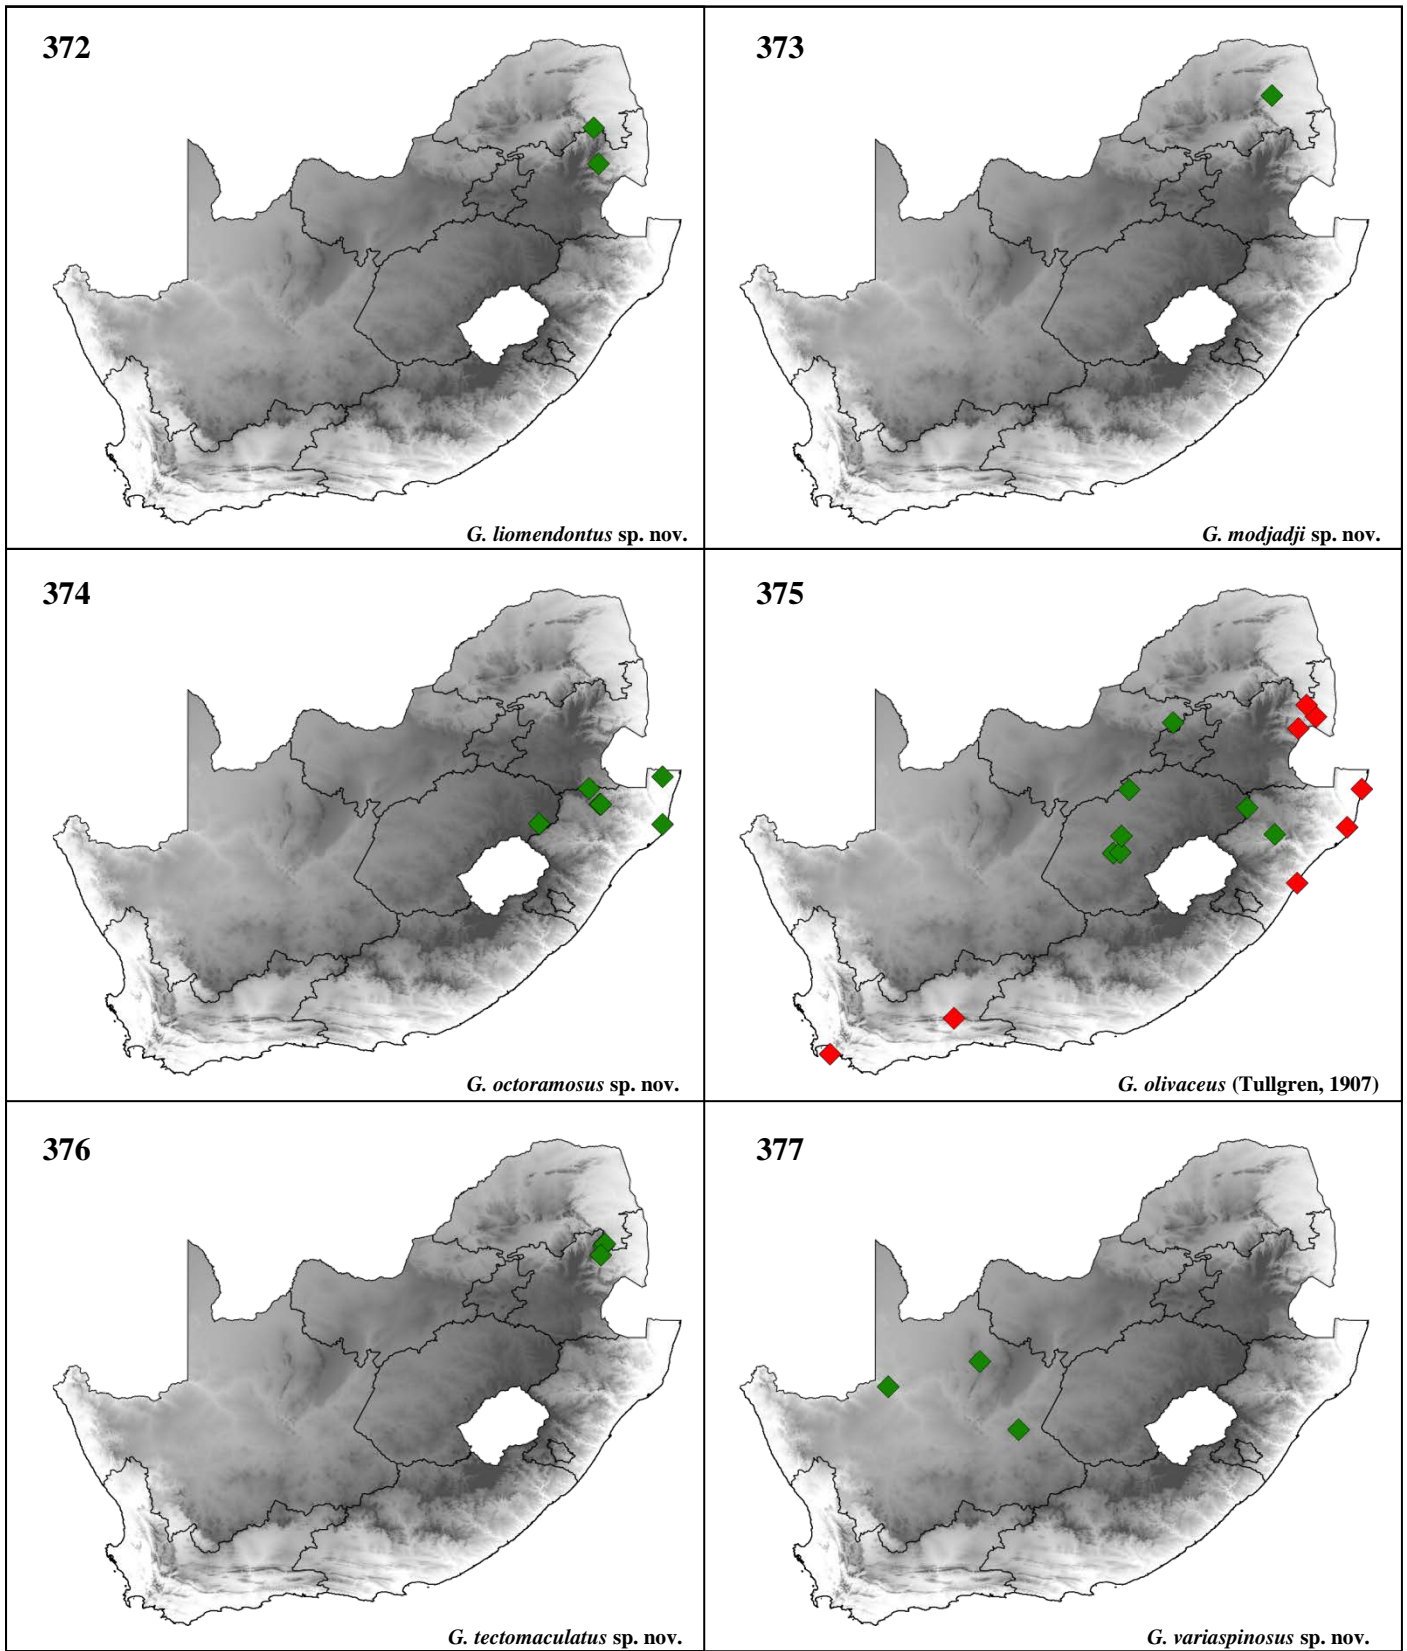 372
G. liomendontus sp. nov.
373
G. modjadji sp. nov.
374
G. octoramosus sp. nov.
375
G. olivaceus (Tullgren, 1907)
376
G. tectomaculatus sp. nov.
377
G. variaspinosus sp. nov.